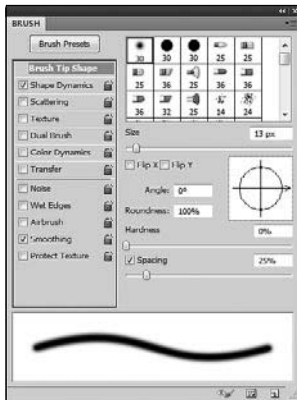 BRUSH
Brush Presets
Brush Tip Shape
Shape Dynamics
Scattering
Texture
Dual Brush
Color Dynamics
Transfer
Noise
Wet Edges
Airbrush
Smoothing
Protect Texture
30 30 30 25 25
25 36 25 36 36
36 32 25 14 24
Size 13 px
Flip X Flip Y
Angle: 0°
Roundness: 100%
Hardness 0%
Spacing 25%